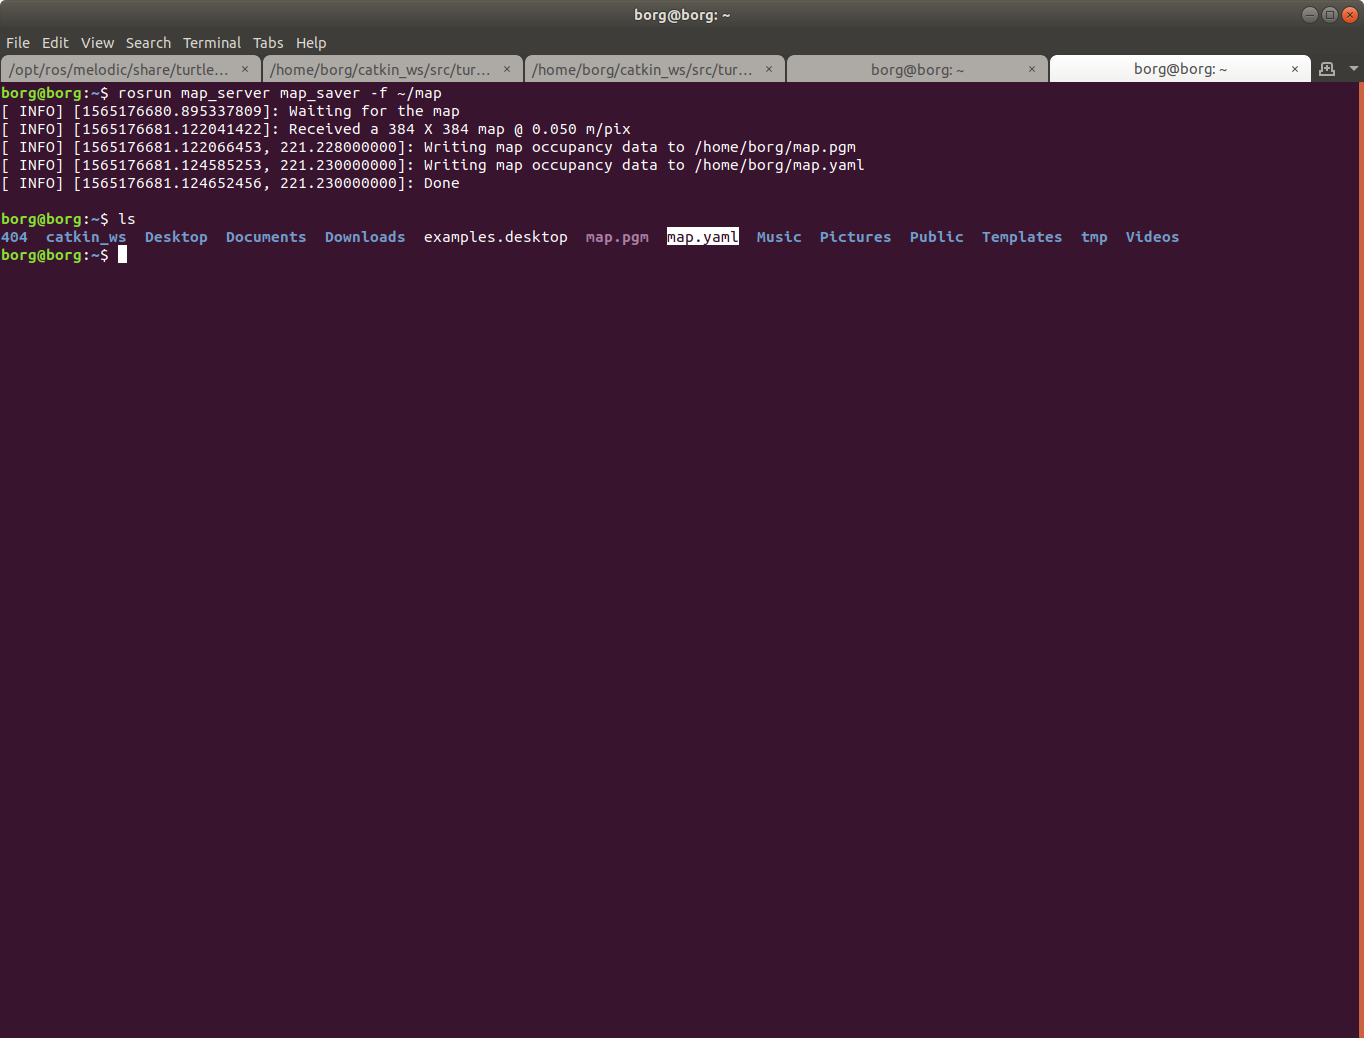 borg@borg: ~
File Edit View Search Terminal Tabs Help
/opt/ros/melodic/share/turtle... × /home/borg/catkin_ws/src/tur... × /home/borg/catkin_ws/src/tur... × borg@borg: ~ × borg@borg: ~ ×
borg@borg:~$ rosrun map_server map_saver -f ~/map
[ INFO] [1565176680.895337809]: Waiting for the map
[ INFO] [1565176681.122041422]: Received a 384 X 384 map @ 0.050 m/pix
[ INFO] [1565176681.122066453, 221.228000000]: Writing map occupancy data to /home/borg/map.pgm
[ INFO] [1565176681.124585253, 221.230000000]: Writing map occupancy data to /home/borg/map.yaml
[ INFO] [1565176681.124652456, 221.230000000]: Done
borg@borg:~$ ls
404 catkin_ws Desktop Documents Downloads examples.desktop map.pgm map.yaml Music Pictures Public Templates tmp Videos
borg@borg:~$